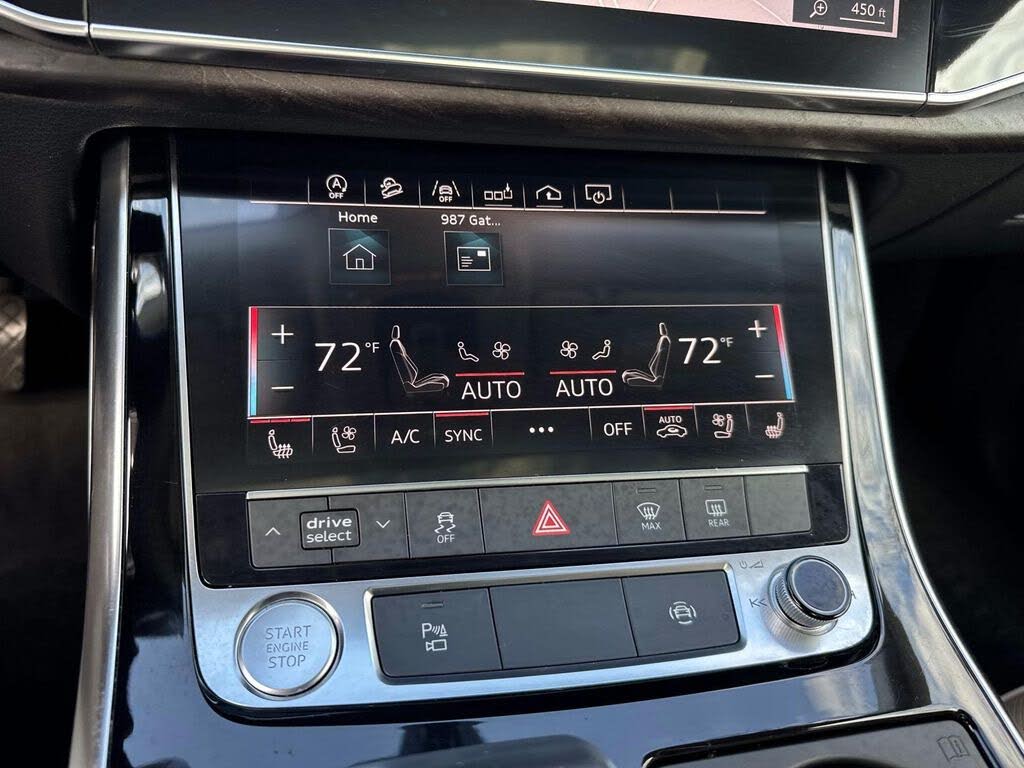 450 ft
A
OFF
OFF
Home
987 Gat...
+
72°F
AUTO
AUTO
72°F
+
−
−
A/C
SYNC
...
OFF
AUTO
drive
select
OFF
MAX
REAR
START
ENGINE
STOP
P